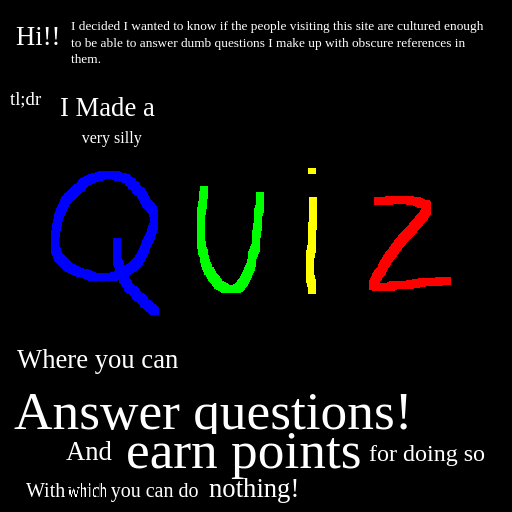 Hi!! I decided I wanted to know if the people visiting this site are cultured enough
to be able to answer dumb questions I make up with obscure references in
them.
tl;dr I Made a
very silly
QUiz
Where you can
Answer questions!
And earn points for doing so
With which you can do nothing!